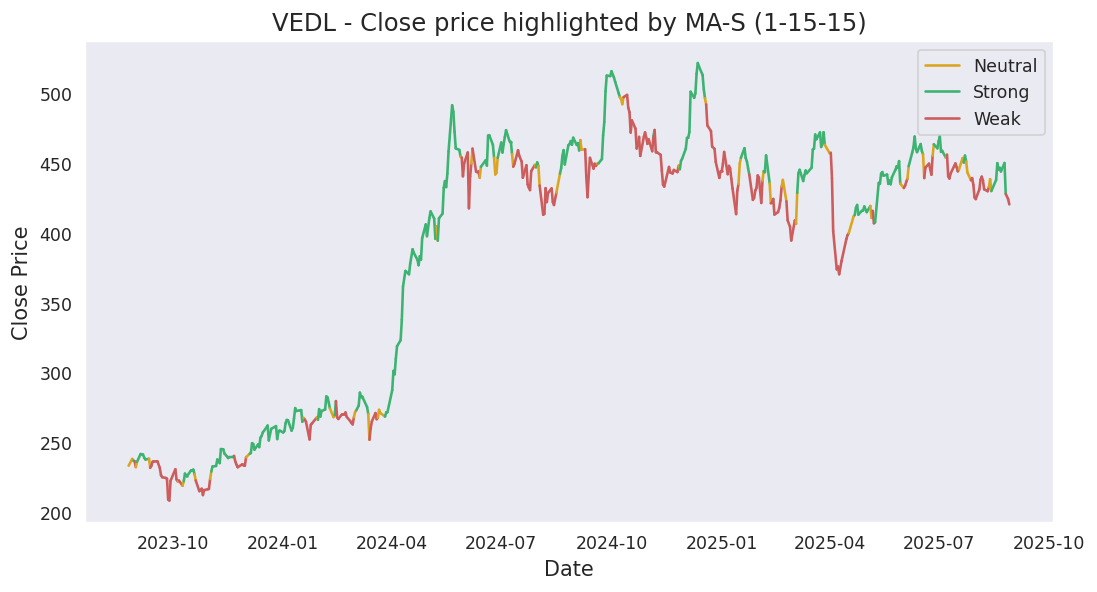 VEDL - Close price highlighted by MA-S (1-15-15)
Neutral
Strong
Weak
Close Price
500
450
400
350
300
250
200
2023-10
2024-01
2024-04
2024-07
2024-10
2025-01
2025-04
2025-07
2025-10
Date